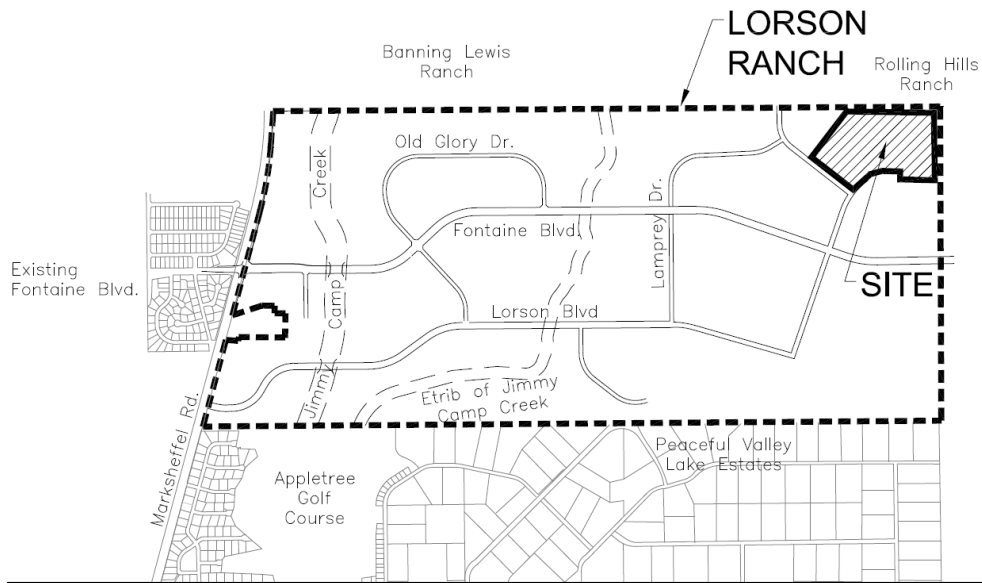 LORSON
RANCH
Banning Lewis
Ranch
Rolling Hills
Ranch
Old Glory Dr.
Creek
Camp
Jimmy
Lamprey Dr.
Fontaine Blvd.
Existing
Fontaine Blvd.
SITE
Lorson Blvd
Etrib of Jimmy
Camp Creek
Marksheffel Rd.
Peaceful Valley
Lake Estates
Appletree
Golf
Course